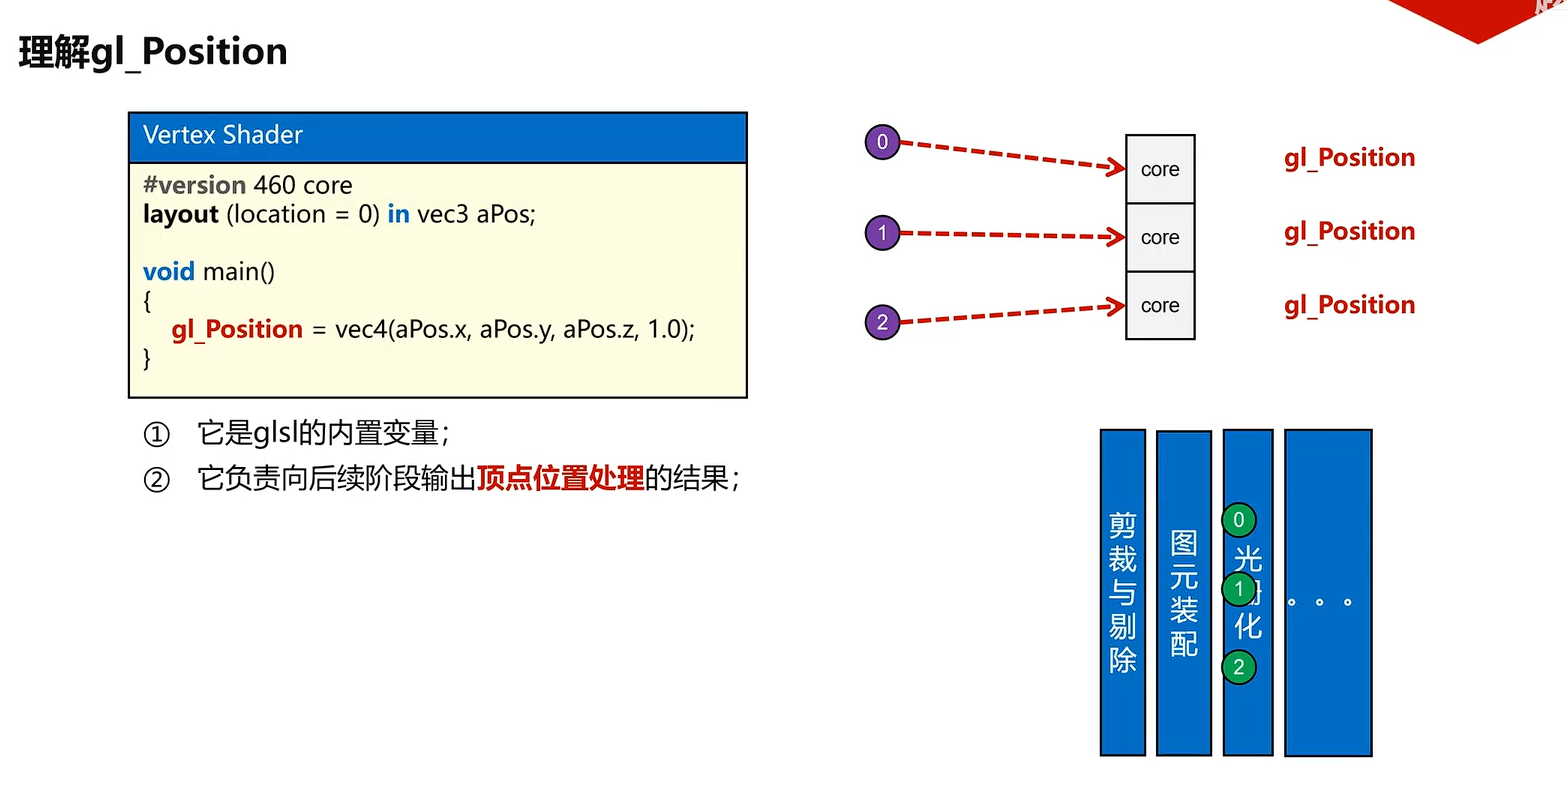 理解gl_Position
Vertex Shader
#version 460 core
layout (location = 0) in vec3 aPos;
void main()
{
gl_Position = vec4(aPos.x, aPos.y, aPos.z, 1.0);
}
① 它是glsl的内置变量；
② 它负责向后续阶段输出顶点位置处理的结果；
0
1
2
core
core
core
gl_Position
gl_Position
gl_Position
剪裁与剔除
图元装配
光栅化
0
1
2
。。。